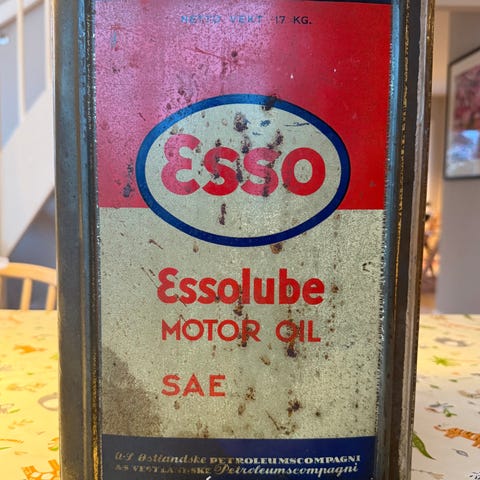 NETTO VEKT 17 KG.
Esso
Essolube
MOTOR OIL
SAE
A-S Østlandske PETROLEUMSCOMPAGNI
A-S VESTLANDSKE Petroleumscompagni